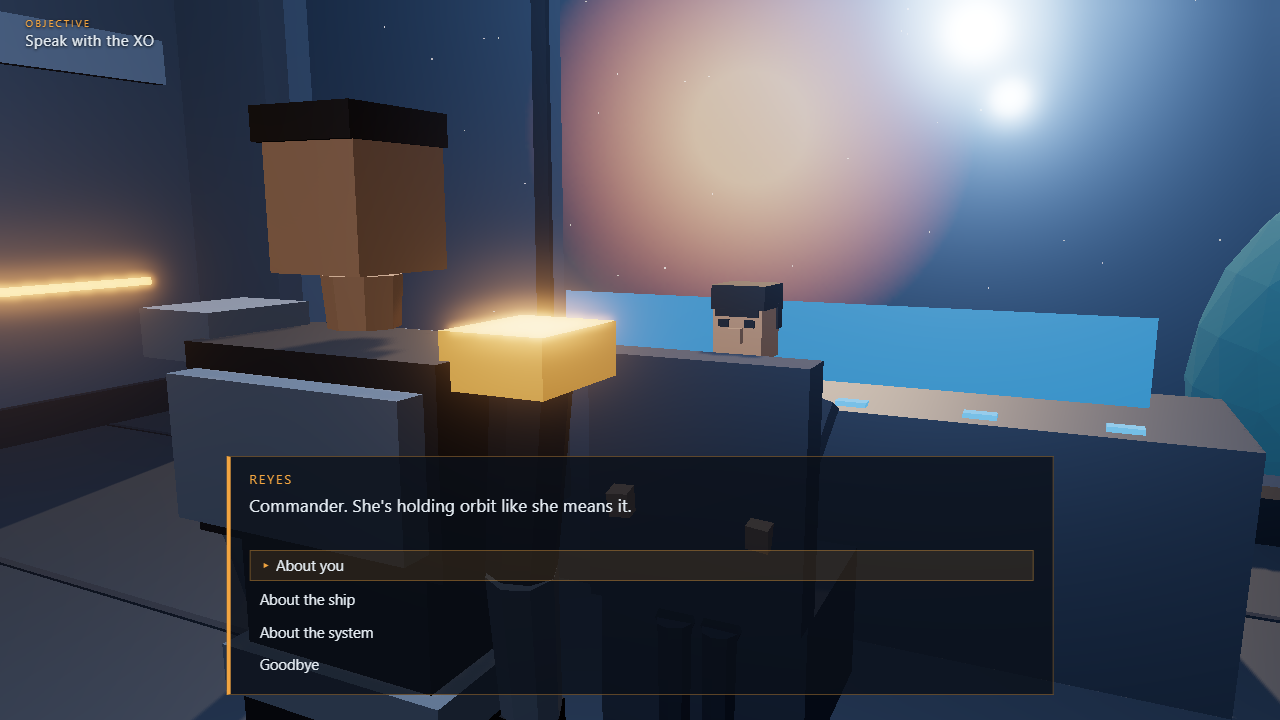 OBJECTIVE
Speak with the XO
REYES
Commander. She's holding orbit like she means it.
About you
About the ship
About the system
Goodbye